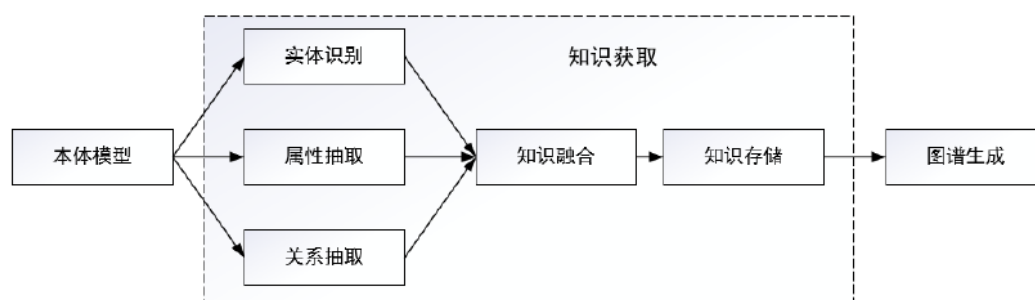 实体识别
知识获取
本体模型
属性抽取
知识融合
知识存储
图谱生成
关系抽取